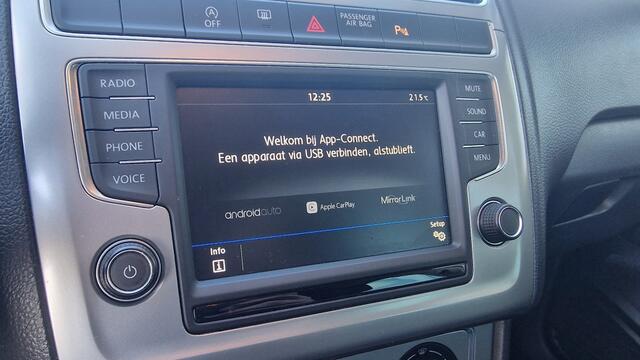 A
OFF
PASSENGER
AIR BAG
P
RADIO
MEDIA
PHONE
VOICE
12:25
21.5°C
Welkom bij App-Connect.
Een apparaat via USB verbinden, alstublieft.
androidauto
Apple CarPlay
MirrorLink
Info
i
Setup
MUTE
SOUND
CAR
MENU